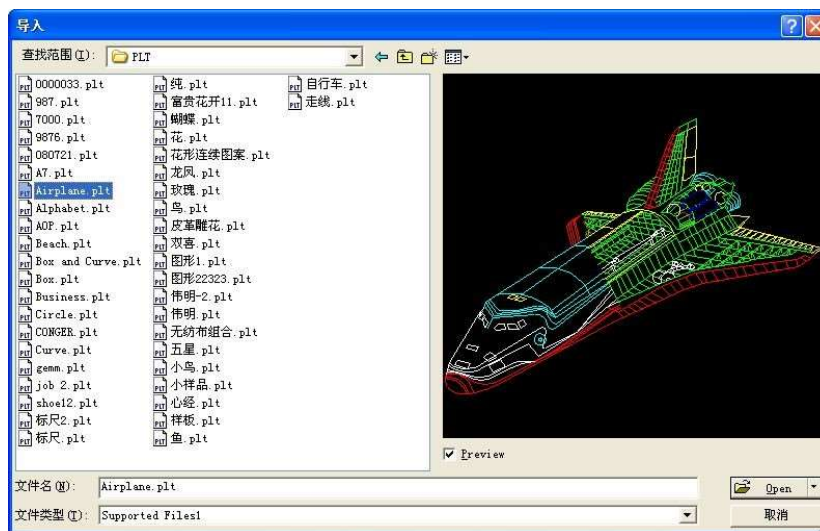 导入
查找范围(I):
PLT
0000033.plt
987.plt
7000.plt
9876.plt
080721.plt
A7.plt
Airplane.plt
Alphabet.plt
AOP.plt
Beach.plt
Box and Curve.plt
Box.plt
Business.plt
Circle.plt
CONGER.plt
Curve.plt
gemm.plt
job 2.plt
shoe12.plt
标尺2.plt
标尺.plt
纯.plt
富贵花开11.plt
蝴蝶.plt
花.plt
花形连续图案.plt
龙凤.plt
玫瑰.plt
鸟.plt
皮革雕花.plt
双喜.plt
图形1.plt
图形22323.plt
伟明-2.plt
伟明.plt
无纺布组合.plt
五星.plt
小鸟.plt
小样品.plt
心经.plt
样板.plt
鱼.plt
自行车.plt
走线.plt
Preview
文件名(N):
Airplane.plt
Open
文件类型(T):
Supported Files1
取消